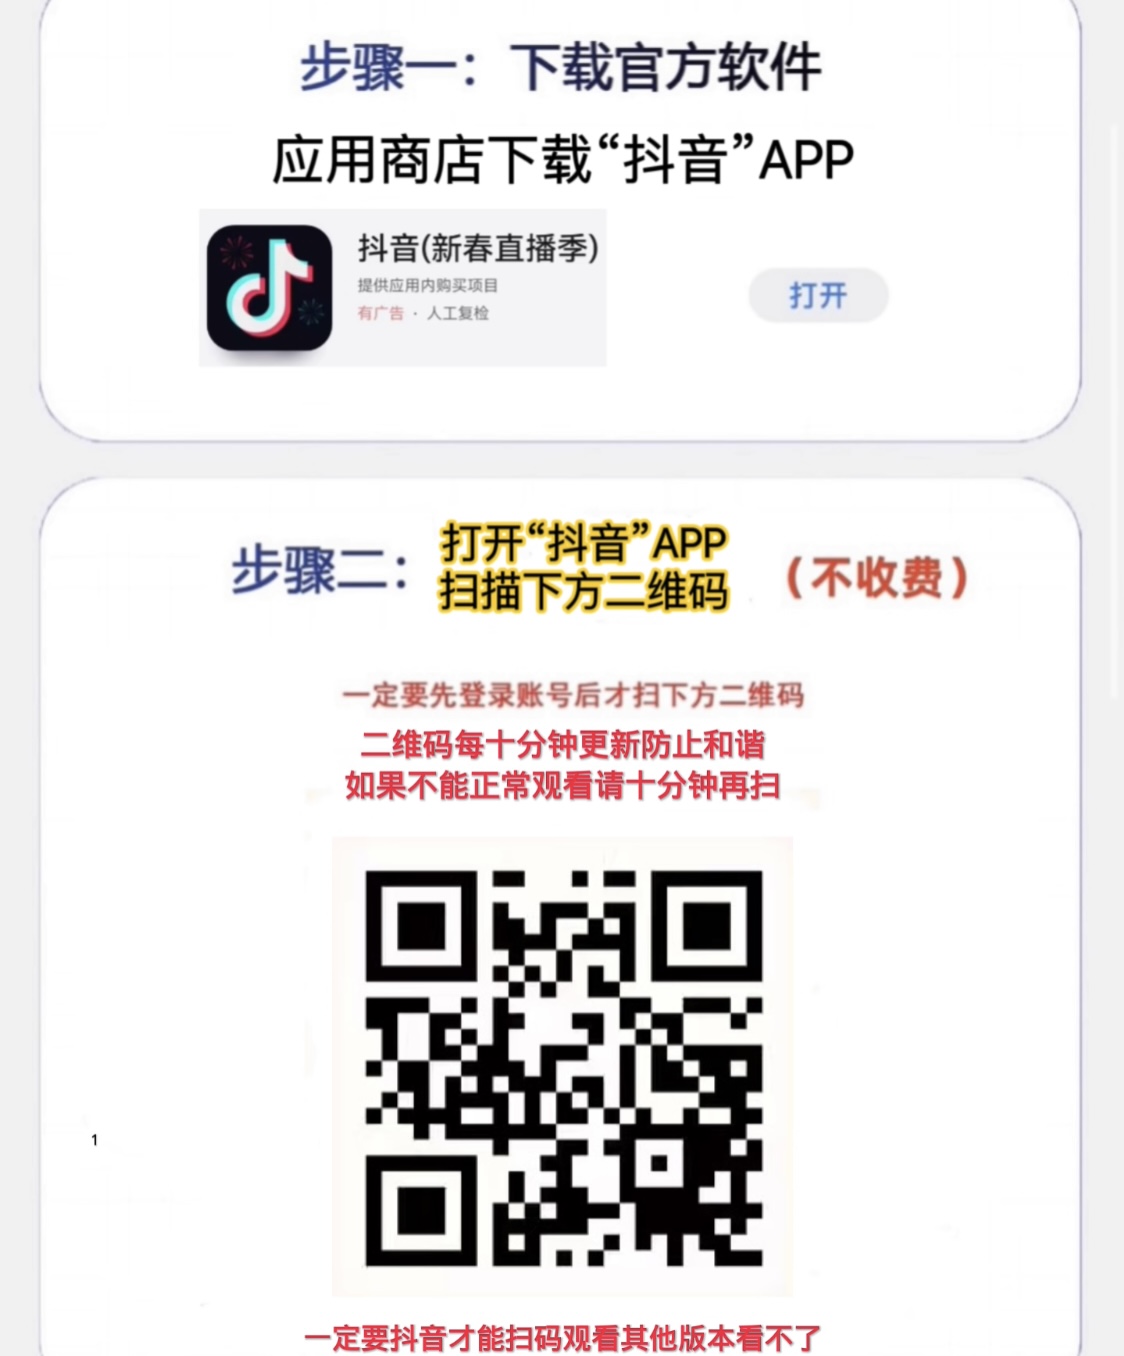 步骤一：下载官方软件
应用商店下载“抖音”APP
抖音(新春直播季)
提供应用内购买项目
有广告 · 人工复检
打开
步骤二：
打开“抖音”APP
扫描下方二维码
（不收费）
一定要先登录账号后才扫下方二维码
二维码每十分钟更新防止和谐
如果不能正常观看请十分钟再扫
1
一定要抖音才能扫码观看其他版本看不了